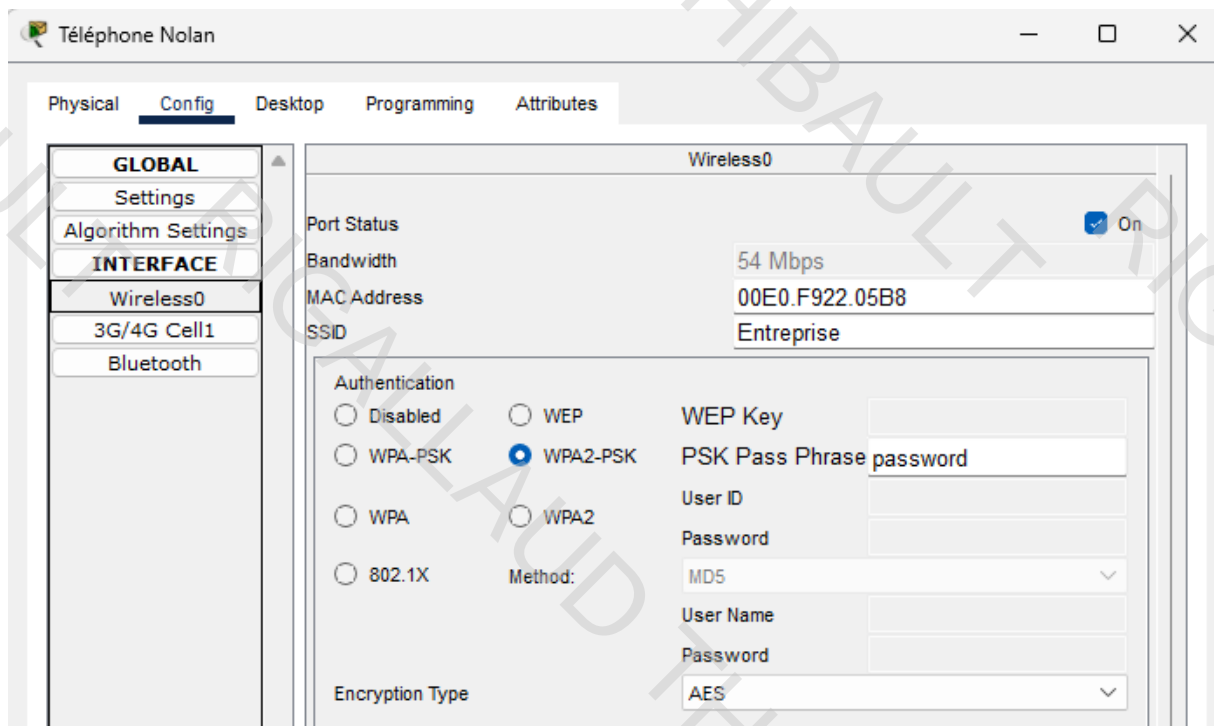 Téléphone Nolan
Physical Config Desktop Programming Attributes
GLOBAL
Settings
Algorithm Settings
INTERFACE
Wireless0
3G/4G Cell1
Bluetooth
Wireless0
Port Status On
Bandwidth 54 Mbps
MAC Address 00E0.F922.05B8
SSID Entreprise
Authentication
Disabled WEP WEP Key
WPA-PSK WPA2-PSK PSK Pass Phrase password
User ID
WPA WPA2
Password
802.1X Method: MD5
User Name
Password
Encryption Type AES
RIGALLAUD THIBAULT